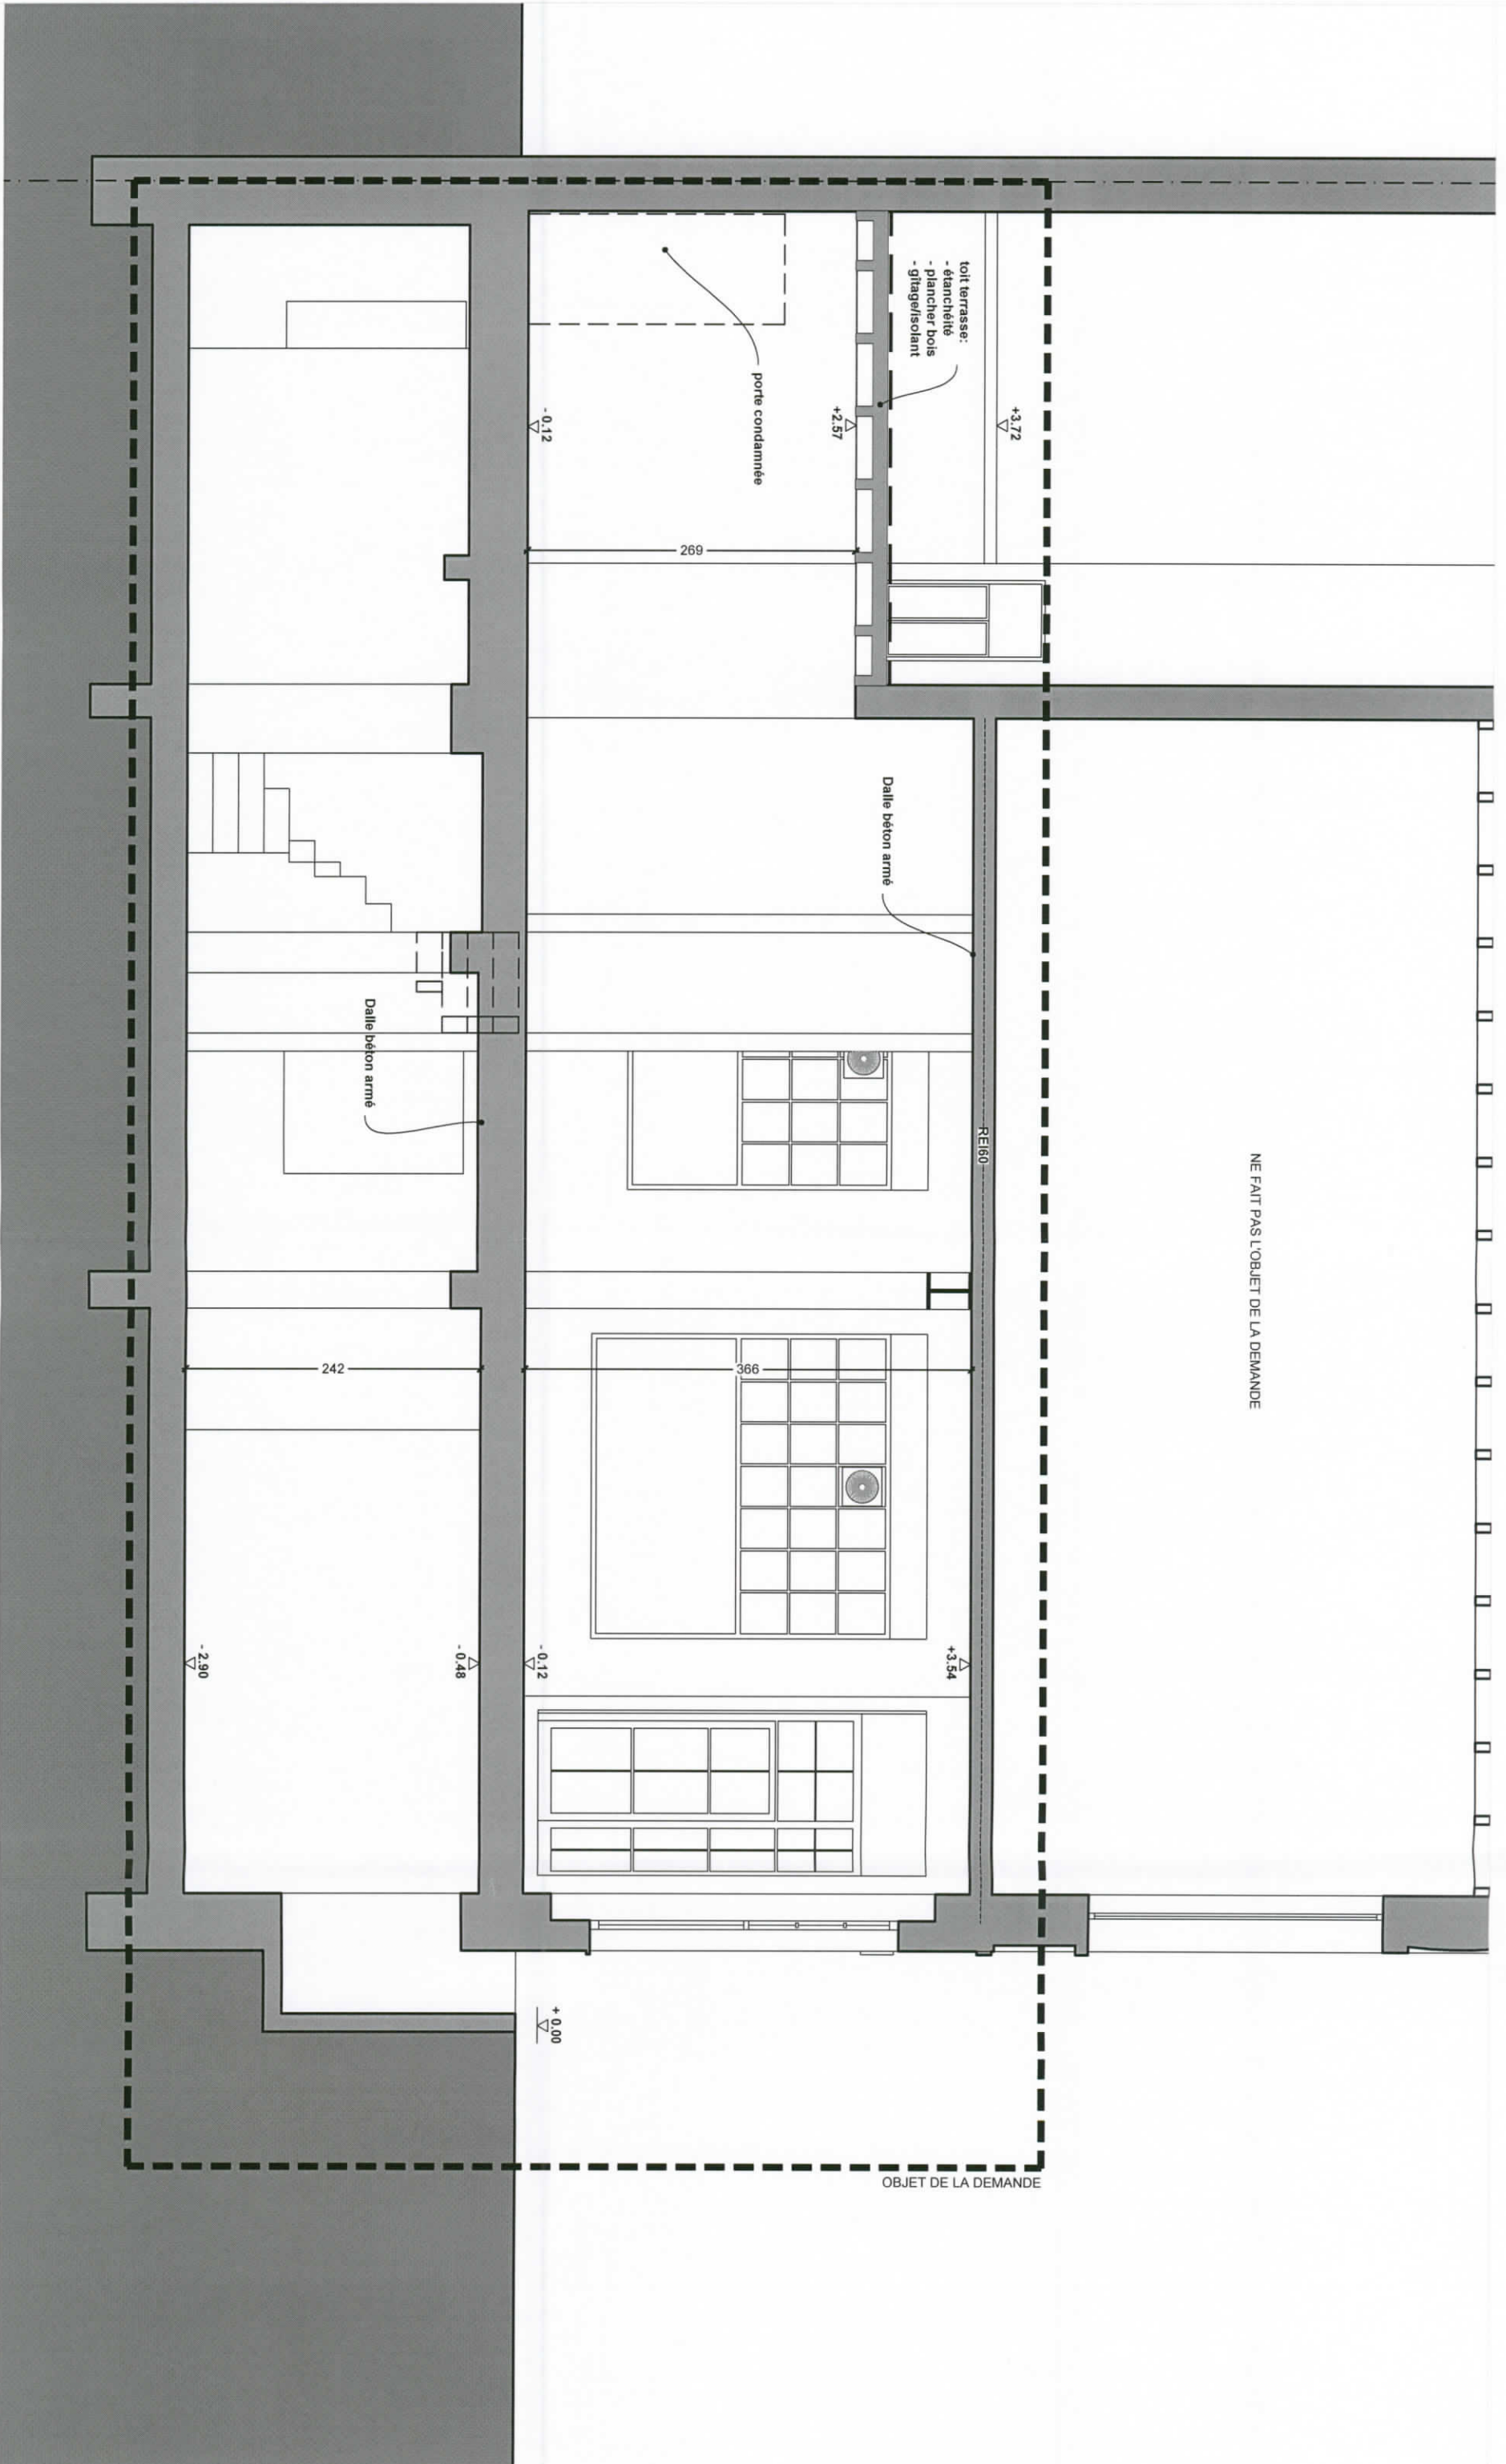 toit terrasse:
- étanchéité
- plancher bois
- gîtage/isolant
+3.72
+2.57
- 0.12
porte condamnée
269
Dalle béton armé
Dalle béton armé
REI60
NE FAIT PAS L'OBJET DE LA DEMANDE
242
366
+3.54
- 0.12
- 0.48
- 2.90
+ 0.00
OBJET DE LA DEMANDE